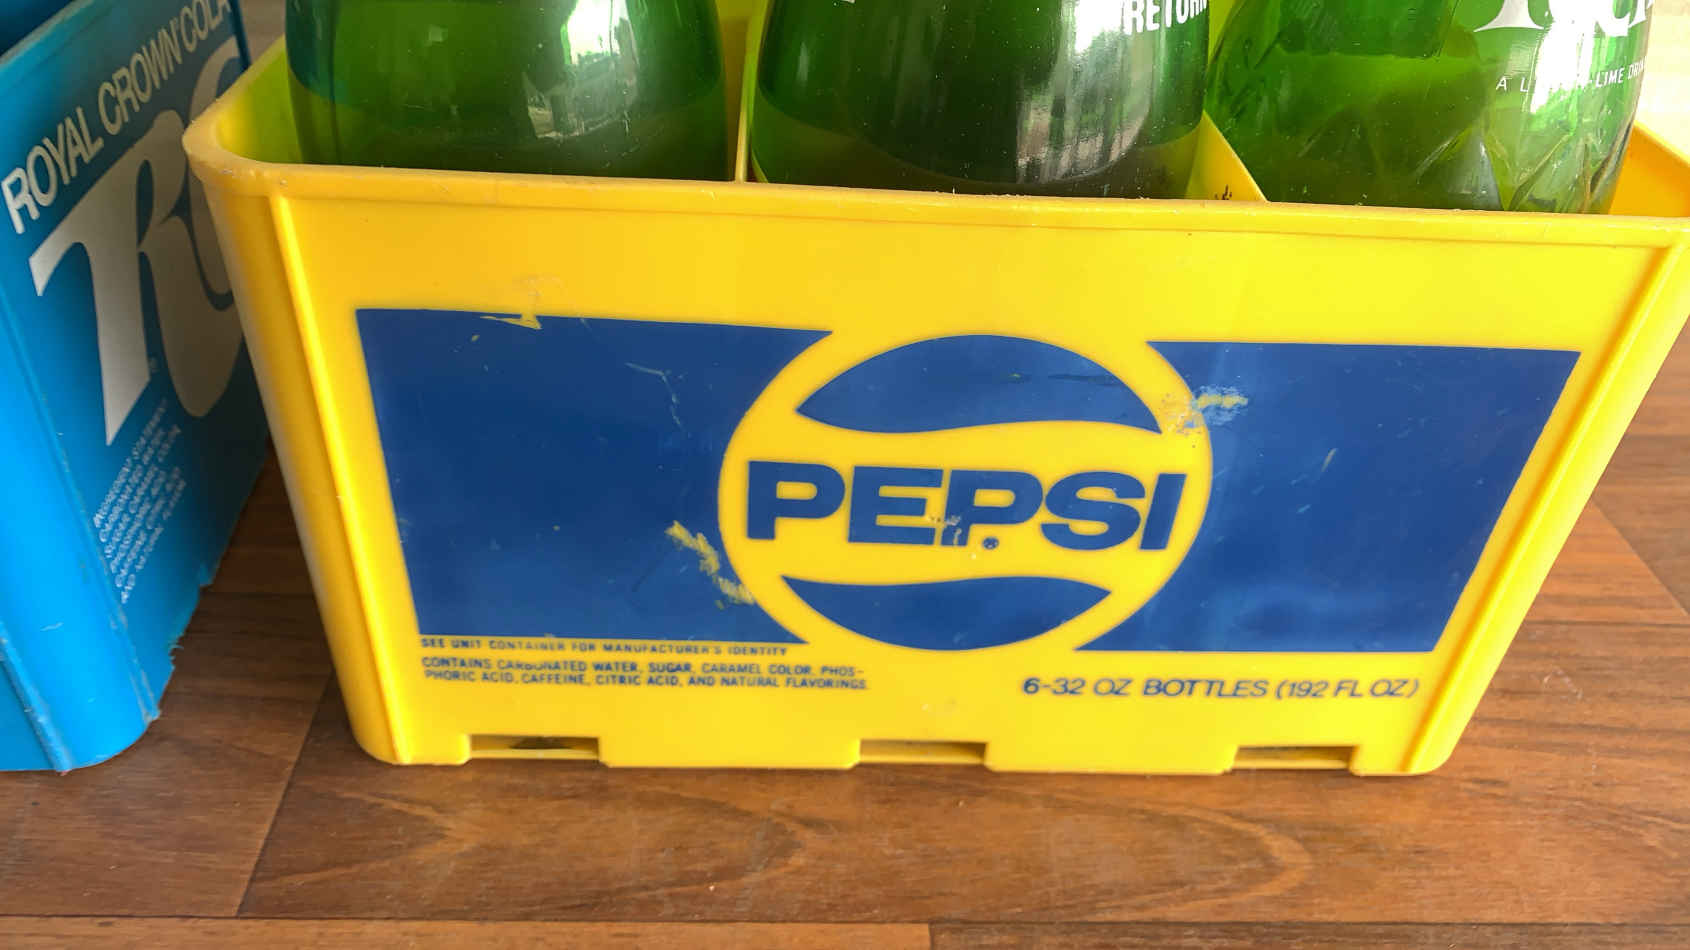 ROYAL CROWN COLA
RC
RETURN
A LIME DRINK
PEPSI
SEE UNIT CONTAINER FOR MANUFACTURER'S IDENTITY
CONTAINS CARBONATED WATER, SUGAR, CARAMEL COLOR, PHOS-
PHORIC ACID, CAFFEINE, CITRIC ACID, AND NATURAL FLAVORINGS.
6-32 OZ BOTTLES (192 FL OZ)